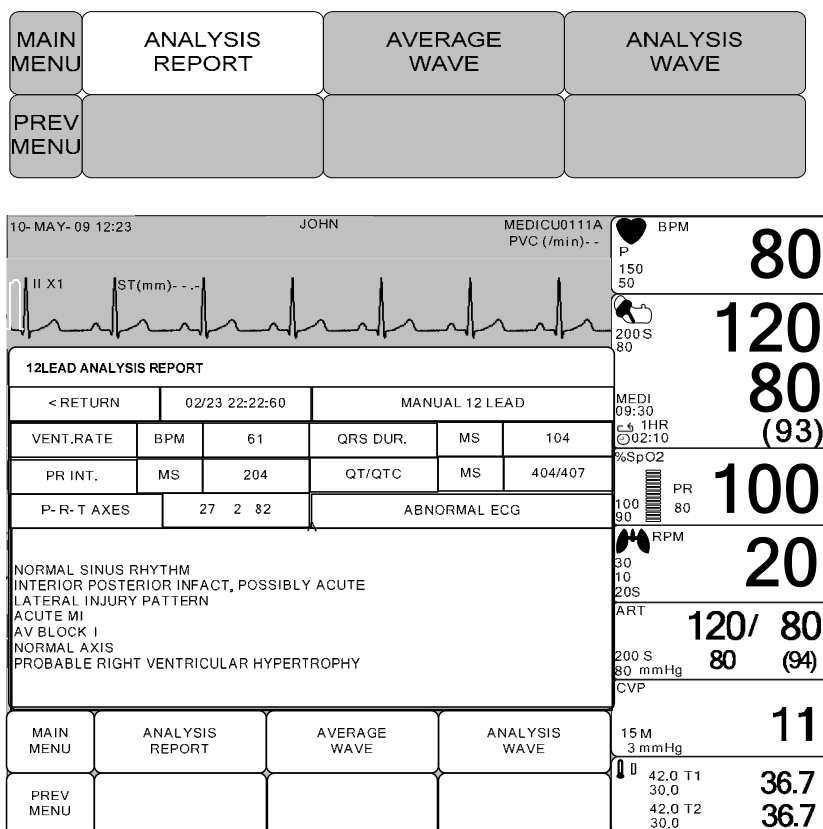 MAIN MENU
ANALYSIS REPORT
AVERAGE WAVE
ANALYSIS WAVE
PREV MENU
10- MAY- 09 12:23
JOHN
MEDICU0111A
PVC (/min)- -
II X1
ST(mm)- - .-
12LEAD ANALYSIS REPORT
< RETURN
02/23 22:22:60
MANUAL 12 LEAD
VENT.RATE BPM 61 QRS DUR. MS 104
PR INT. MS 204 QT/QTC MS 404/407
P- R- T AXES 27 2 82 ABNORMAL ECG
NORMAL SINUS RHYTHM
INTERIOR POSTERIOR INFACT, POSSIBLY ACUTE
LATERAL INJURY PATTERN
ACUTE MI
AV BLOCK I
NORMAL AXIS
PROBABLE RIGHT VENTRICULAR HYPERTROPHY
MAIN MENU
ANALYSIS REPORT
AVERAGE WAVE
ANALYSIS WAVE
PREV MENU
BPM
P
150
50
80
200 S
80
120
80
(93)
MEDI
09:30
1HR
02:10
%SpO2
100
90
PR
80
100
RPM
30
10
20S
20
ART
120/ 80
200 S
80 mmHg
80 (94)
CVP
15 M
3 mmHg
11
42.0 T1
30.0
36.7
42.0 T2
30.0
36.7